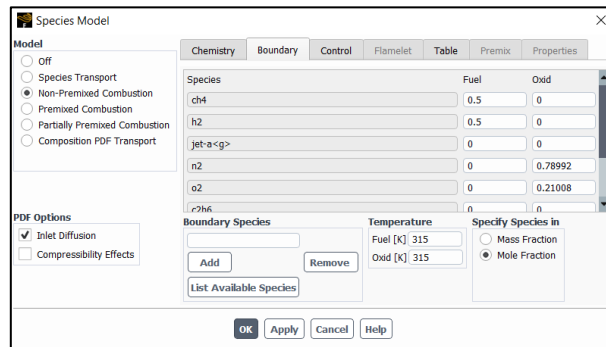 Species Model
Model
Off
Species Transport
Non-Premixed Combustion
Premixed Combustion
Partially Premixed Combustion
Composition PDF Transport
PDF Options
Inlet Diffusion
Compressibility Effects
Chemistry Boundary Control Flamelet Table Premix Properties
Species Fuel Oxid
ch4 0.5 0
h2 0.5 0
jet-a<g> 0 0
n2 0 0.78992
o2 0 0.21008
c2h6 0 0
Boundary Species
Add Remove
List Available Species
Temperature
Fuel [K] 315
Oxid [K] 315
Specify Species in
Mass Fraction
Mole Fraction
OK Apply Cancel Help